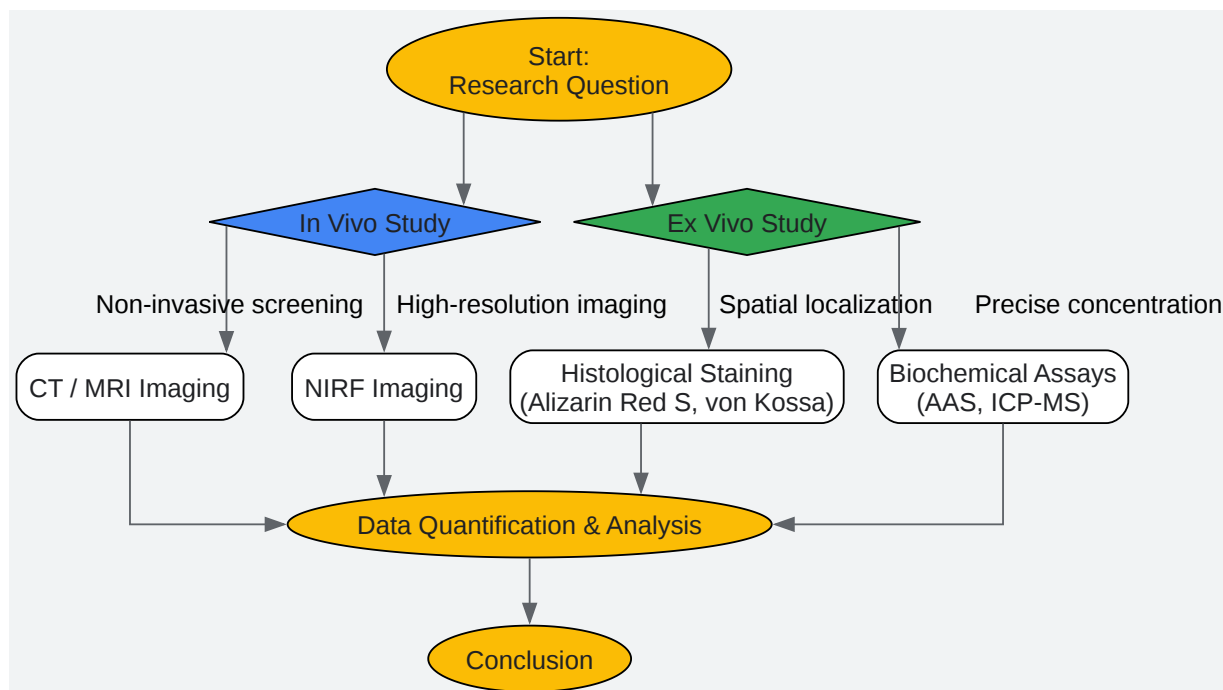 Start:
Research Question
In Vivo Study
Ex Vivo Study
Non-invasive screening
High-resolution imaging
Spatial localization
Precise concentration
CT / MRI Imaging
NIRF Imaging
Histological Staining
(Alizarin Red S, von Kossa)
Biochemical Assays
(AAS, ICP-MS)
Data Quantification & Analysis
Conclusion